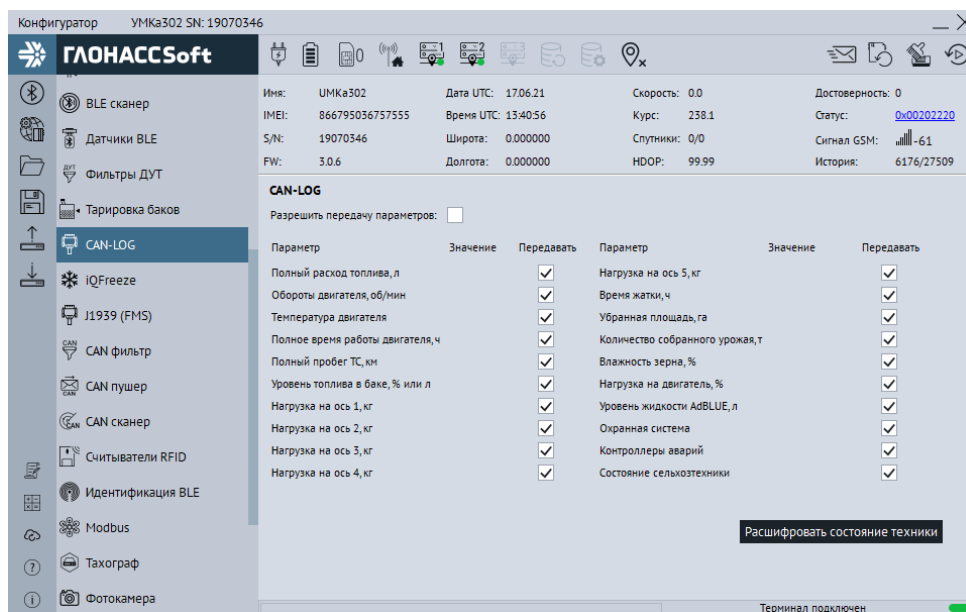 Конфигуратор УМКа302 SN: 19070346
ГЛОНАССSoft
0 1 2
Имя: УМКа302 Дата UTC: 17.06.21 Скорость: 0.0 Достоверность: 0
IMEI: 866795036757555 Время UTC: 13:40:56 Курс: 238.1 Статус: 0x00202220
S/N: 19070346 Широта: 0.000000 Спутники: 0/0 Сигнал GSM: -61
FW: 3.0.6 Долгота: 0.000000 HDOP: 99.99 История: 6176/27509
BLE сканер
Датчики BLE
ДУТ Фильтры ДУТ
Тарировка баков
CAN-LOG
iQFreeze
J1939 (FMS)
CAN CAN фильтр
CAN CAN пушер
CAN CAN сканер
Считыватели RFID
Идентификация BLE
Modbus
Тахограф
Фотокамера
CAN-LOG
Разрешить передачу параметров:
Параметр Значение Передавать Параметр Значение Передавать
Полный расход топлива, л Нагрузка на ось 5, кг
Обороты двигателя, об/мин Время жатки, ч
Температура двигателя Убранная площадь, га
Полное время работы двигателя, ч Количество собранного урожая, т
Полный пробег ТС, км Влажность зерна, %
Уровень топлива в баке, % или л Нагрузка на двигатель, %
Нагрузка на ось 1, кг Уровень жидкости AdBLUE, л
Нагрузка на ось 2, кг Охранная система
Нагрузка на ось 3, кг Контроллеры аварий
Нагрузка на ось 4, кг Состояние сельхозтехники
Расшифровать состояние техники
Терминал подключен